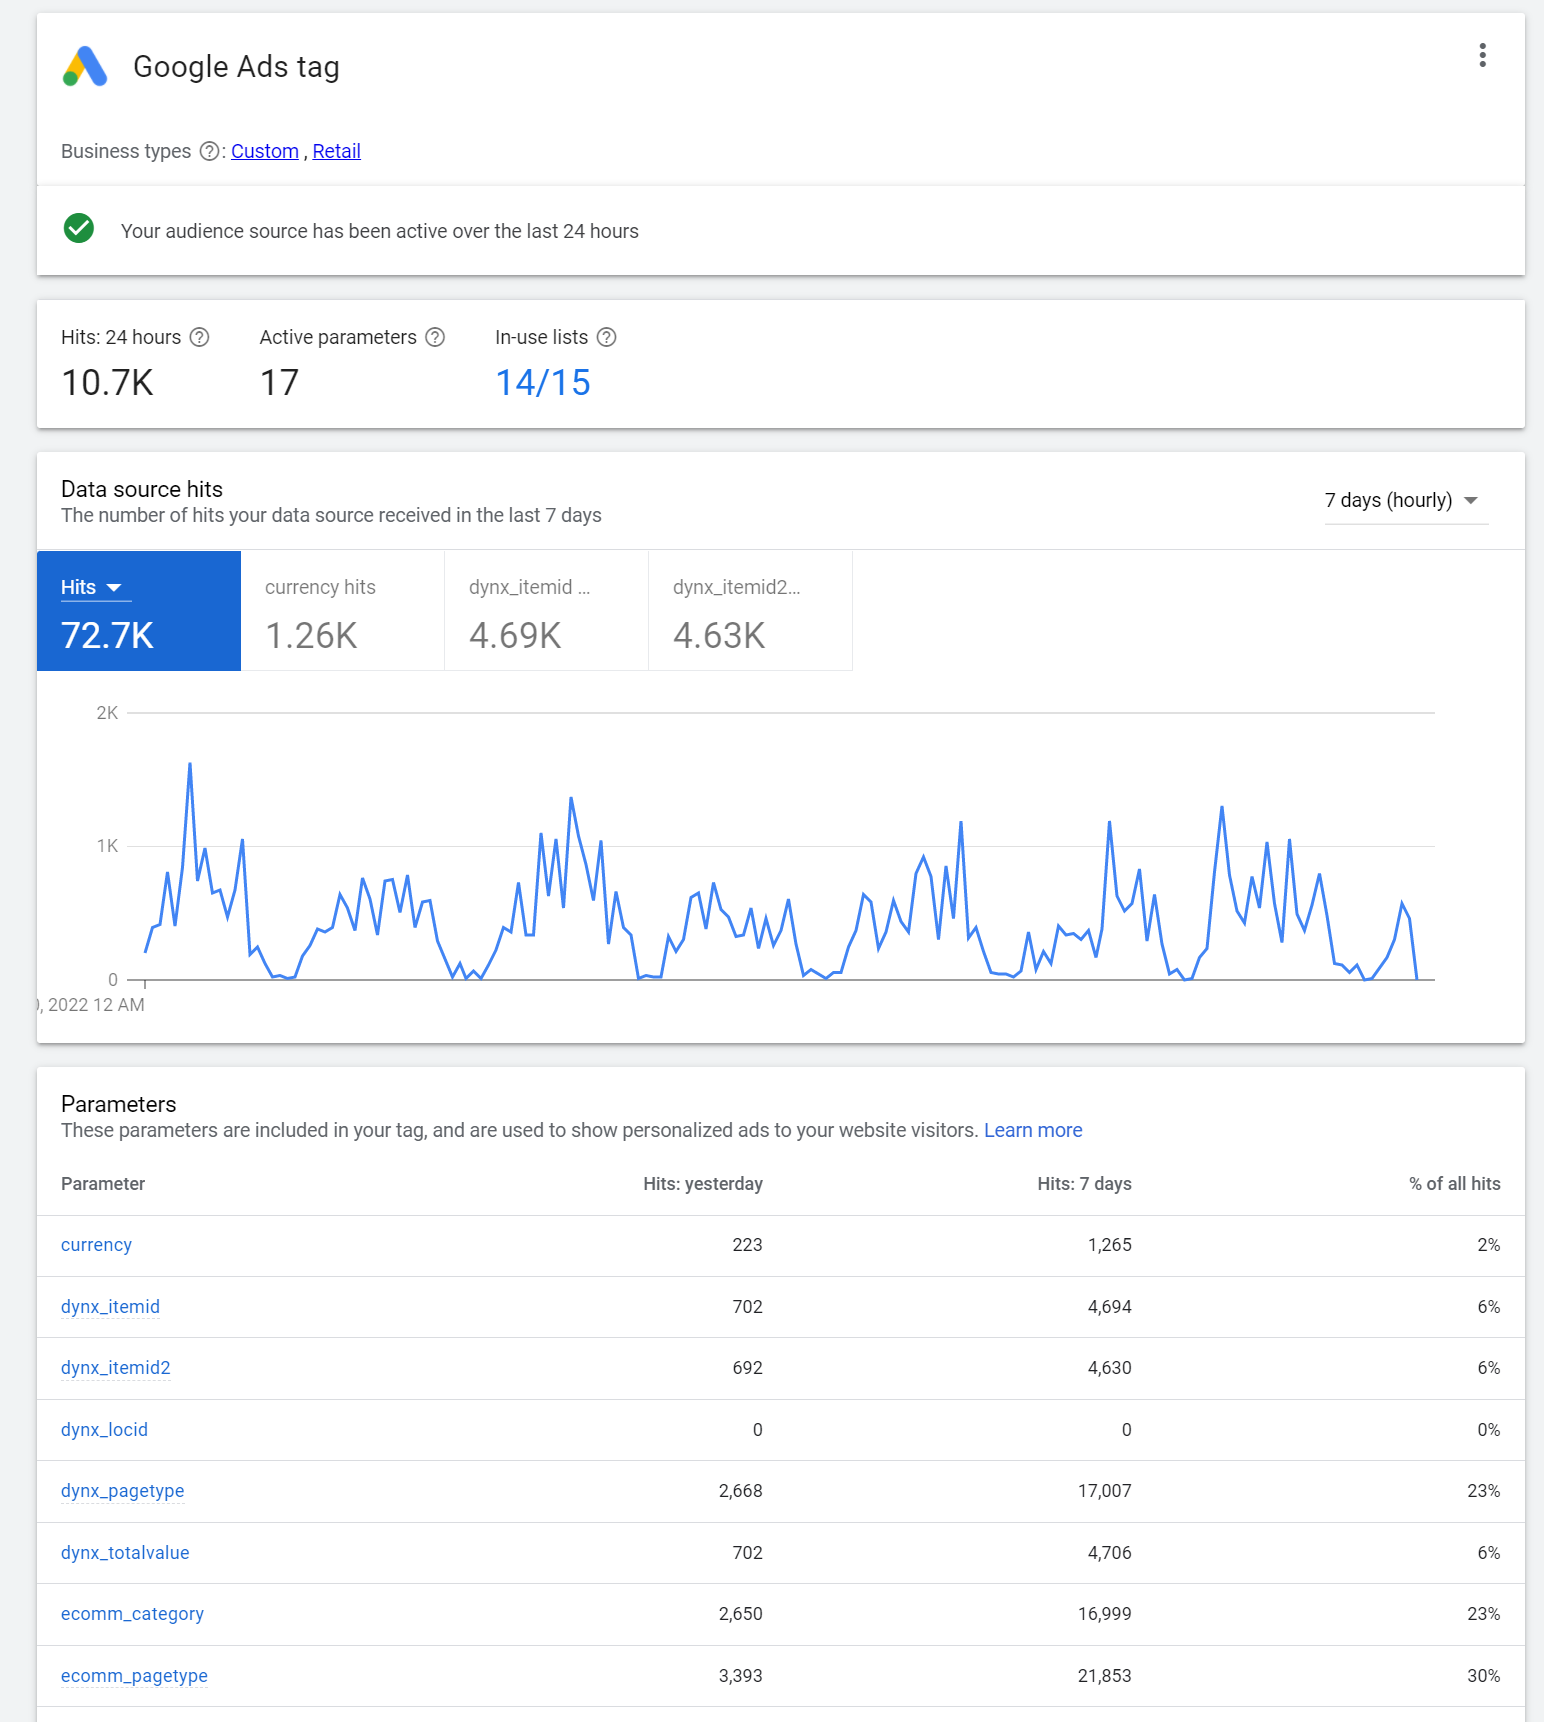 Google Ads tag
Business types ?: Custom , Retail
Your audience source has been active over the last 24 hours
Hits: 24 hours ? Active parameters ? In-use lists ?
10.7K 17 14/15
Data source hits
The number of hits your data source received in the last 7 days
7 days (hourly)
Hits currency hits dynx_itemid ... dynx_itemid2...
72.7K 1.26K 4.69K 4.63K
2K
1K
0
, 2022 12 AM
Parameters
These parameters are included in your tag, and are used to show personalized ads to your website visitors. Learn more
Parameter Hits: yesterday Hits: 7 days % of all hits
currency 223 1,265 2%
dynx_itemid 702 4,694 6%
dynx_itemid2 692 4,630 6%
dynx_locid 0 0 0%
dynx_pagetype 2,668 17,007 23%
dynx_totalvalue 702 4,706 6%
ecomm_category 2,650 16,999 23%
ecomm_pagetype 3,393 21,853 30%